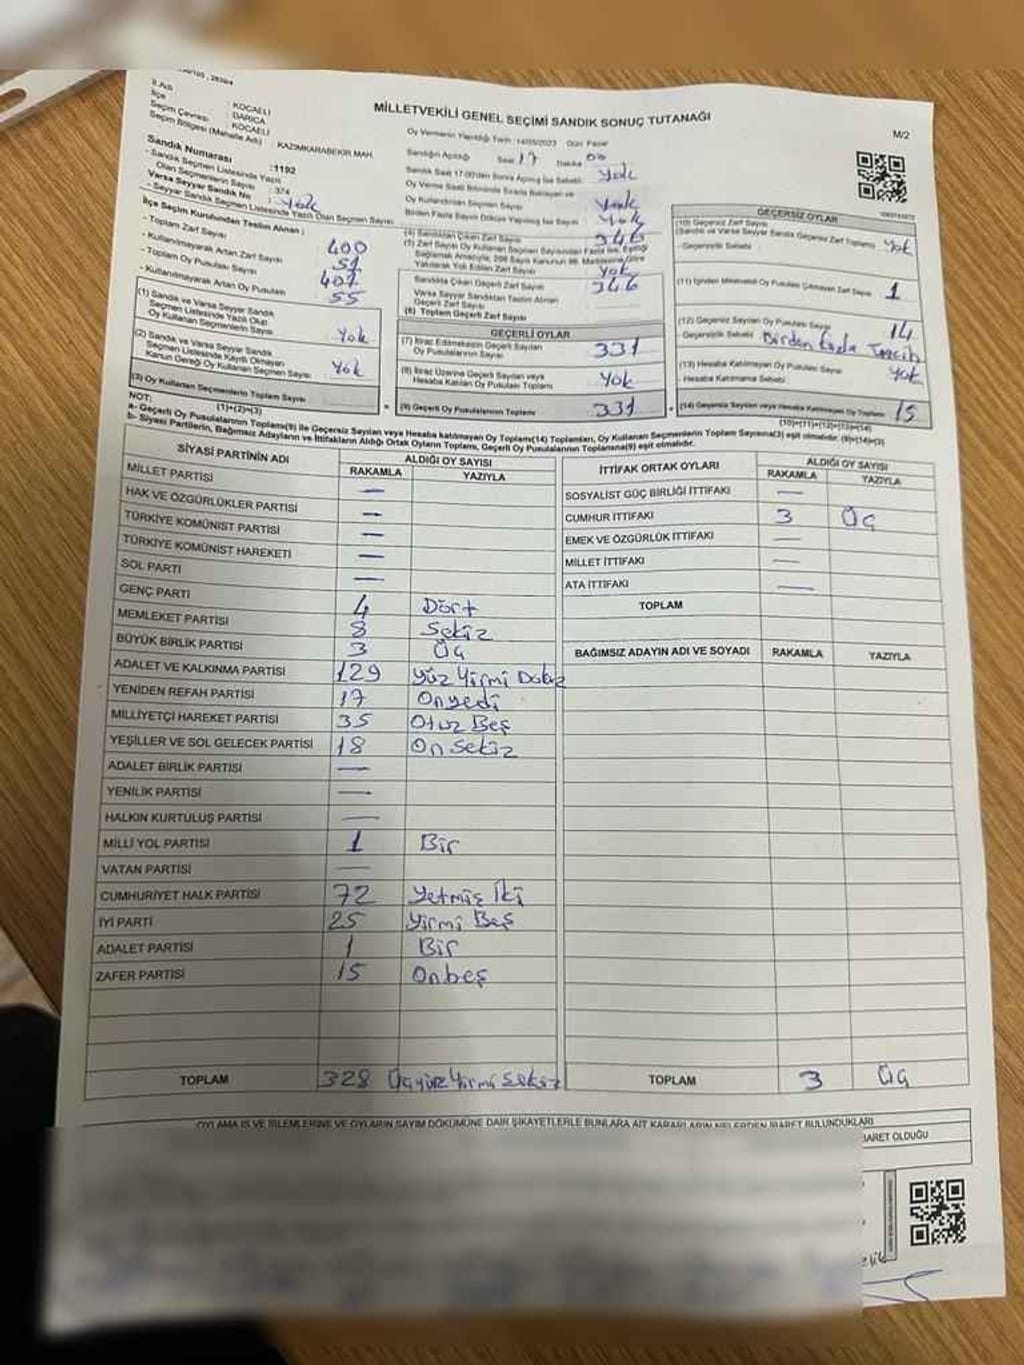 İl Adı : KOCAELİ
İlçe : DARICA
Seçim Çevresi : KOCAELİ
Seçim Bölgesi (Mahalle Adı) : KAZIMKARABEKİR MAH.
MİLLETVEKİLİ GENEL SEÇİMİ SANDIK SONUÇ TUTANAĞI
M/2
Oy Vermenin Yapıldığı Tarih : 14/05/2023 Gün Pazar
Sandığın Açıldığı Saat 17 Dakika 00
Sandık Saat 17.00'den Sonra Açılmış İse Sebebi Yok
Oy Verme Saati Bitiminde Sırada Bekleyen ve
Oy Kullandırılan Seçmen Sayısı Yok
Birden Fazla Sayım Döküm Yapılmış İse Sayısı Yok
Sandık Numarası : 1192
- Sandık Seçmen Listesinde Yazılı
Olan Seçmenlerin Sayısı : 374
Varsa Seyyar Sandık No : Yok
- Seyyar Sandık Seçmen Listesinde Yazılı Olan Seçmen Sayısı
İlçe Seçim Kurulundan Teslim Alınan :
- Toplam Zarf Sayısı 400
- Kullanılmayarak Artan Zarf Sayısı 51
- Toplam Oy Pusulası Sayısı 401
- Kullanılmayarak Artan Oy Pusulası 55
(1) Sandık ve Varsa Seyyar Sandık
Seçmen Listesinde Yazılı Olup
Oy Kullanan Seçmenlerin Sayısı Yok
(2) Sandık ve Varsa Seyyar Sandık
Seçmen Listesinde Kayıtlı Olmayan
Kanun Gereği Oy Kullanan Seçmen Sayısı Yok
(3) Oy Kullanan Seçmenlerin Toplam Sayısı
(1)+(2)=(3)
(4) Sandıktan Çıkan Zarf Sayısı 346
(5) Zarf Sayısı Oy Kullanan Seçmen Sayısından Fazla İse, Eşitliği
Sağlamak Amacıyla, 298 Sayılı Kanunun 98. Maddesine Göre
Yakılarak Yok Edilen Zarf Sayısı Yok
Sandıkta Çıkan Geçerli Zarf Sayısı 346
Varsa Seyyar Sandıktan Teslim Alınan
Geçerli Zarf Sayısı
(6) Toplam Geçerli Zarf Sayısı
GEÇERLİ OYLAR
(7) İtiraz Edilmeksizin Geçerli Sayılan
Oy Pusulalarının Sayısı 331
(8) İtiraz Üzerine Geçerli Sayılan veya
Hesaba Katılan Oy Pusulaları Toplamı Yok
(9) Geçerli Oy Pusulalarının Toplamı 331
GEÇERSİZ OYLAR
(10) Geçersiz Zarf Sayısı
(Sandık ve Varsa Seyyar Sandık Geçersiz Zarf Toplamı) Yok
- Geçersizlik Sebebi :
(11) İçinden Milletvekili Oy Pusulası Çıkmayan Zarf Sayısı 1
(12) Geçersiz Sayılan Oy Pusulası Sayısı 14
- Geçersizlik Sebebi : Birden fazla Tercih
(13) Hesaba Katılmayan Oy Pusulası Sayısı Yok
- Hesaba Katılmama Sebebi :
(14) Geçersiz Sayılan veya Hesaba Katılmayan Oy Toplamı 15
(10)+(11)+(12)+(13)=(14)
NOT:
a- Geçerli Oy Pusulalarının Toplamı(9) ile Geçersiz Sayılan veya Hesaba katılmayan Oy Toplamı(14) Toplamları, Oy Kullanan Seçmenlerin Toplam Sayısına(3) eşit olmalıdır. (9)+(14)=(3)
b- Siyasi Partilerin, Bağımsız Adayların ve İttifakların Aldığı Ortak Oyların Toplamı, Geçerli Oy Pusulalarının Toplamına(9) eşit olmalıdır.
SİYASİ PARTİNİN ADI ALDIĞI OY SAYISI
RAKAMLA YAZIYLA
MİLLET PARTİSİ —
HAK VE ÖZGÜRLÜKLER PARTİSİ —
TÜRKİYE KOMÜNİST PARTİSİ —
TÜRKİYE KOMÜNİST HAREKETİ —
SOL PARTİ —
GENÇ PARTİ 4 Dört
MEMLEKET PARTİSİ 8 Sekiz
BÜYÜK BİRLİK PARTİSİ 3 Üç
ADALET VE KALKINMA PARTİSİ 129 Yüz Yirmi Dokuz
YENİDEN REFAH PARTİSİ 17 Onyedi
MİLLİYETÇİ HAREKET PARTİSİ 35 Otuz Beş
YEŞİLLER VE SOL GELECEK PARTİSİ 18 On Sekiz
ADALET BİRLİK PARTİSİ —
YENİLİK PARTİSİ —
HALKIN KURTULUŞ PARTİSİ —
MİLLİ YOL PARTİSİ 1 Bir
VATAN PARTİSİ —
CUMHURİYET HALK PARTİSİ 72 Yetmiş İki
İYİ PARTİ 25 Yirmi Beş
ADALET PARTİSİ 1 Bir
ZAFER PARTİSİ 15 Onbeş
TOPLAM 328 Üçyüz Yirmi Sekiz
İTTİFAK ORTAK OYLARI ALDIĞI OY SAYISI
RAKAMLA YAZIYLA
SOSYALİST GÜÇ BİRLİĞİ İTTİFAKI —
CUMHUR İTTİFAKI 3 Üç
EMEK VE ÖZGÜRLÜK İTTİFAKI —
MİLLET İTTİFAKI —
ATA İTTİFAKI —
TOPLAM
BAĞIMSIZ ADAYIN ADI VE SOYADI RAKAMLA YAZIYLA
TOPLAM 3 Üç
OYLAMA İŞ VE İŞLEMLERİNE VE OYLARIN SAYIM DÖKÜMÜNE DAİR ŞİKAYETLERLE BUNLARA AİT KARARLARIN NELERDEN İBARET BULUNDUKLARI
İBARET OLDUĞU